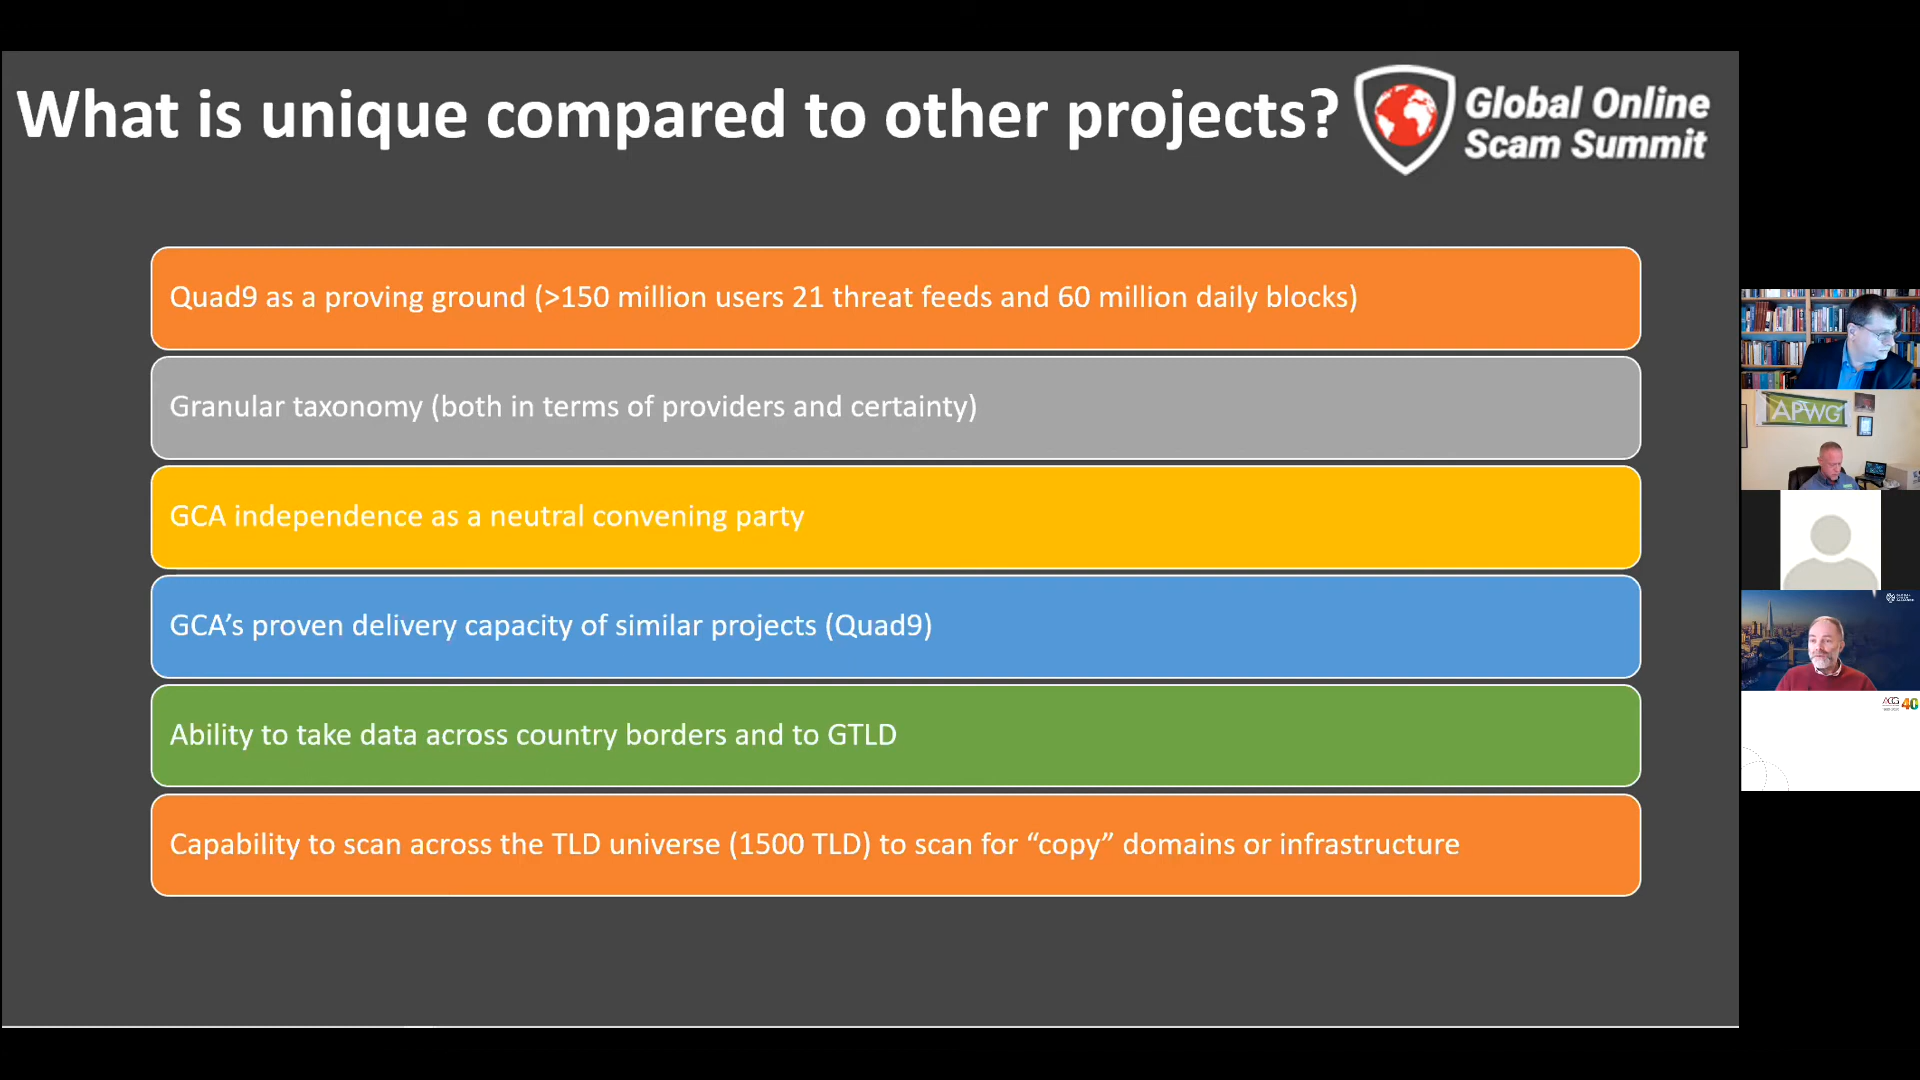 What is unique compared to other projects?
Global Online
Scam Summit
Quad9 as a proving ground (>150 million users 21 threat feeds and 60 million daily blocks)
Granular taxonomy (both in terms of providers and certainty)
GCA independence as a neutral convening party
GCA’s proven delivery capacity of similar projects (Quad9)
Ability to take data across country borders and to GTLD
Capability to scan across the TLD universe (1500 TLD) to scan for “copy” domains or infrastructure
APWG
40